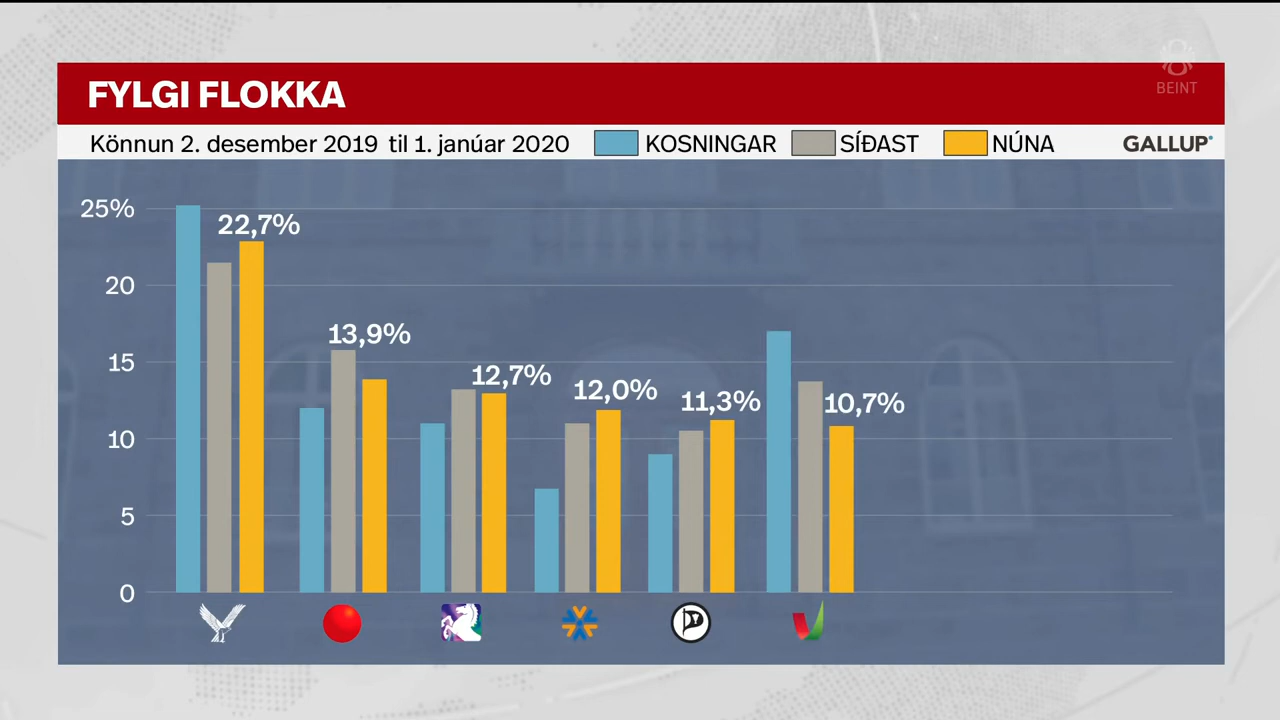 BEINT
FYLGI FLOKKA
Könnun 2. desember 2019 til 1. janúar 2020 KOSNINGAR SÍÐAST NÚNA GALLUP
25% 22,7%
20
13,9%
15 12,7% 12,0% 11,3% 10,7%
10
5
0